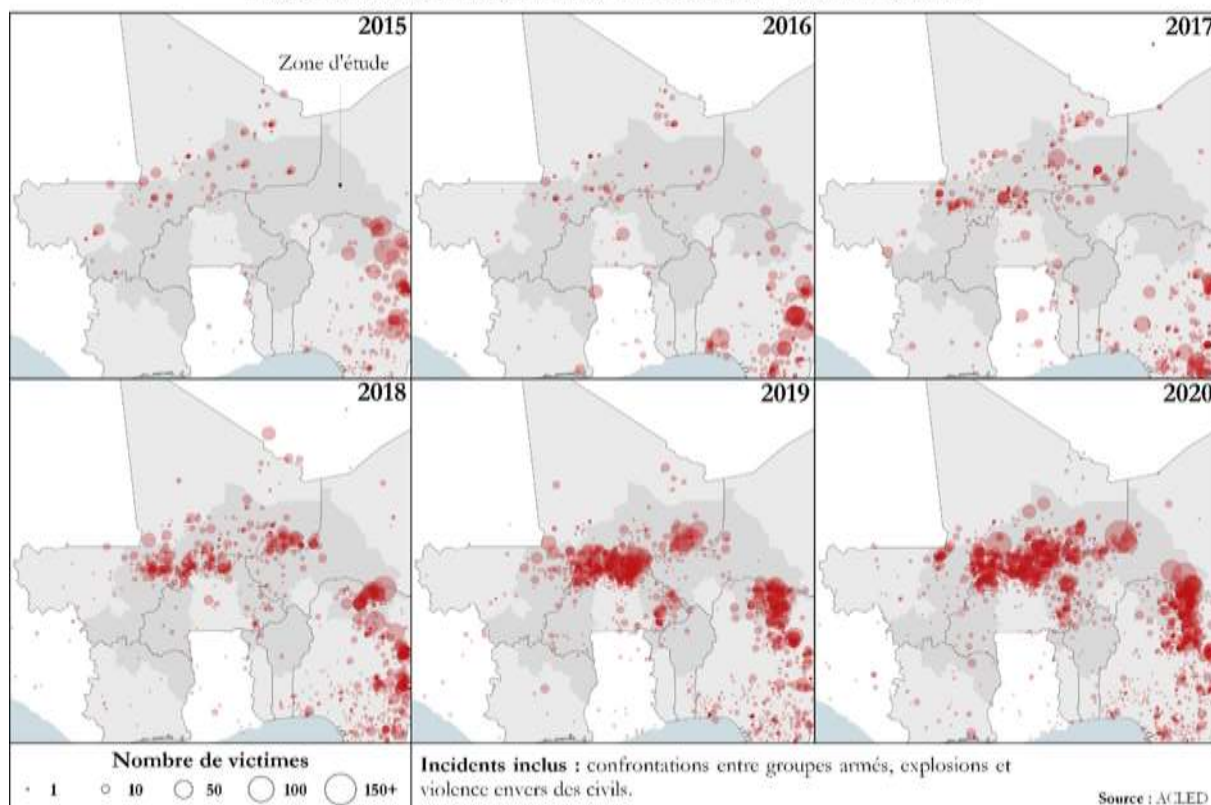 2015
Zone d'étude
2016
2017
2018
2019
2020
Nombre de victimes
1 10 50 100 150+
Incidents inclus : confrontations entre groupes armés, explosions et
violence envers des civils.
Source : ACLED